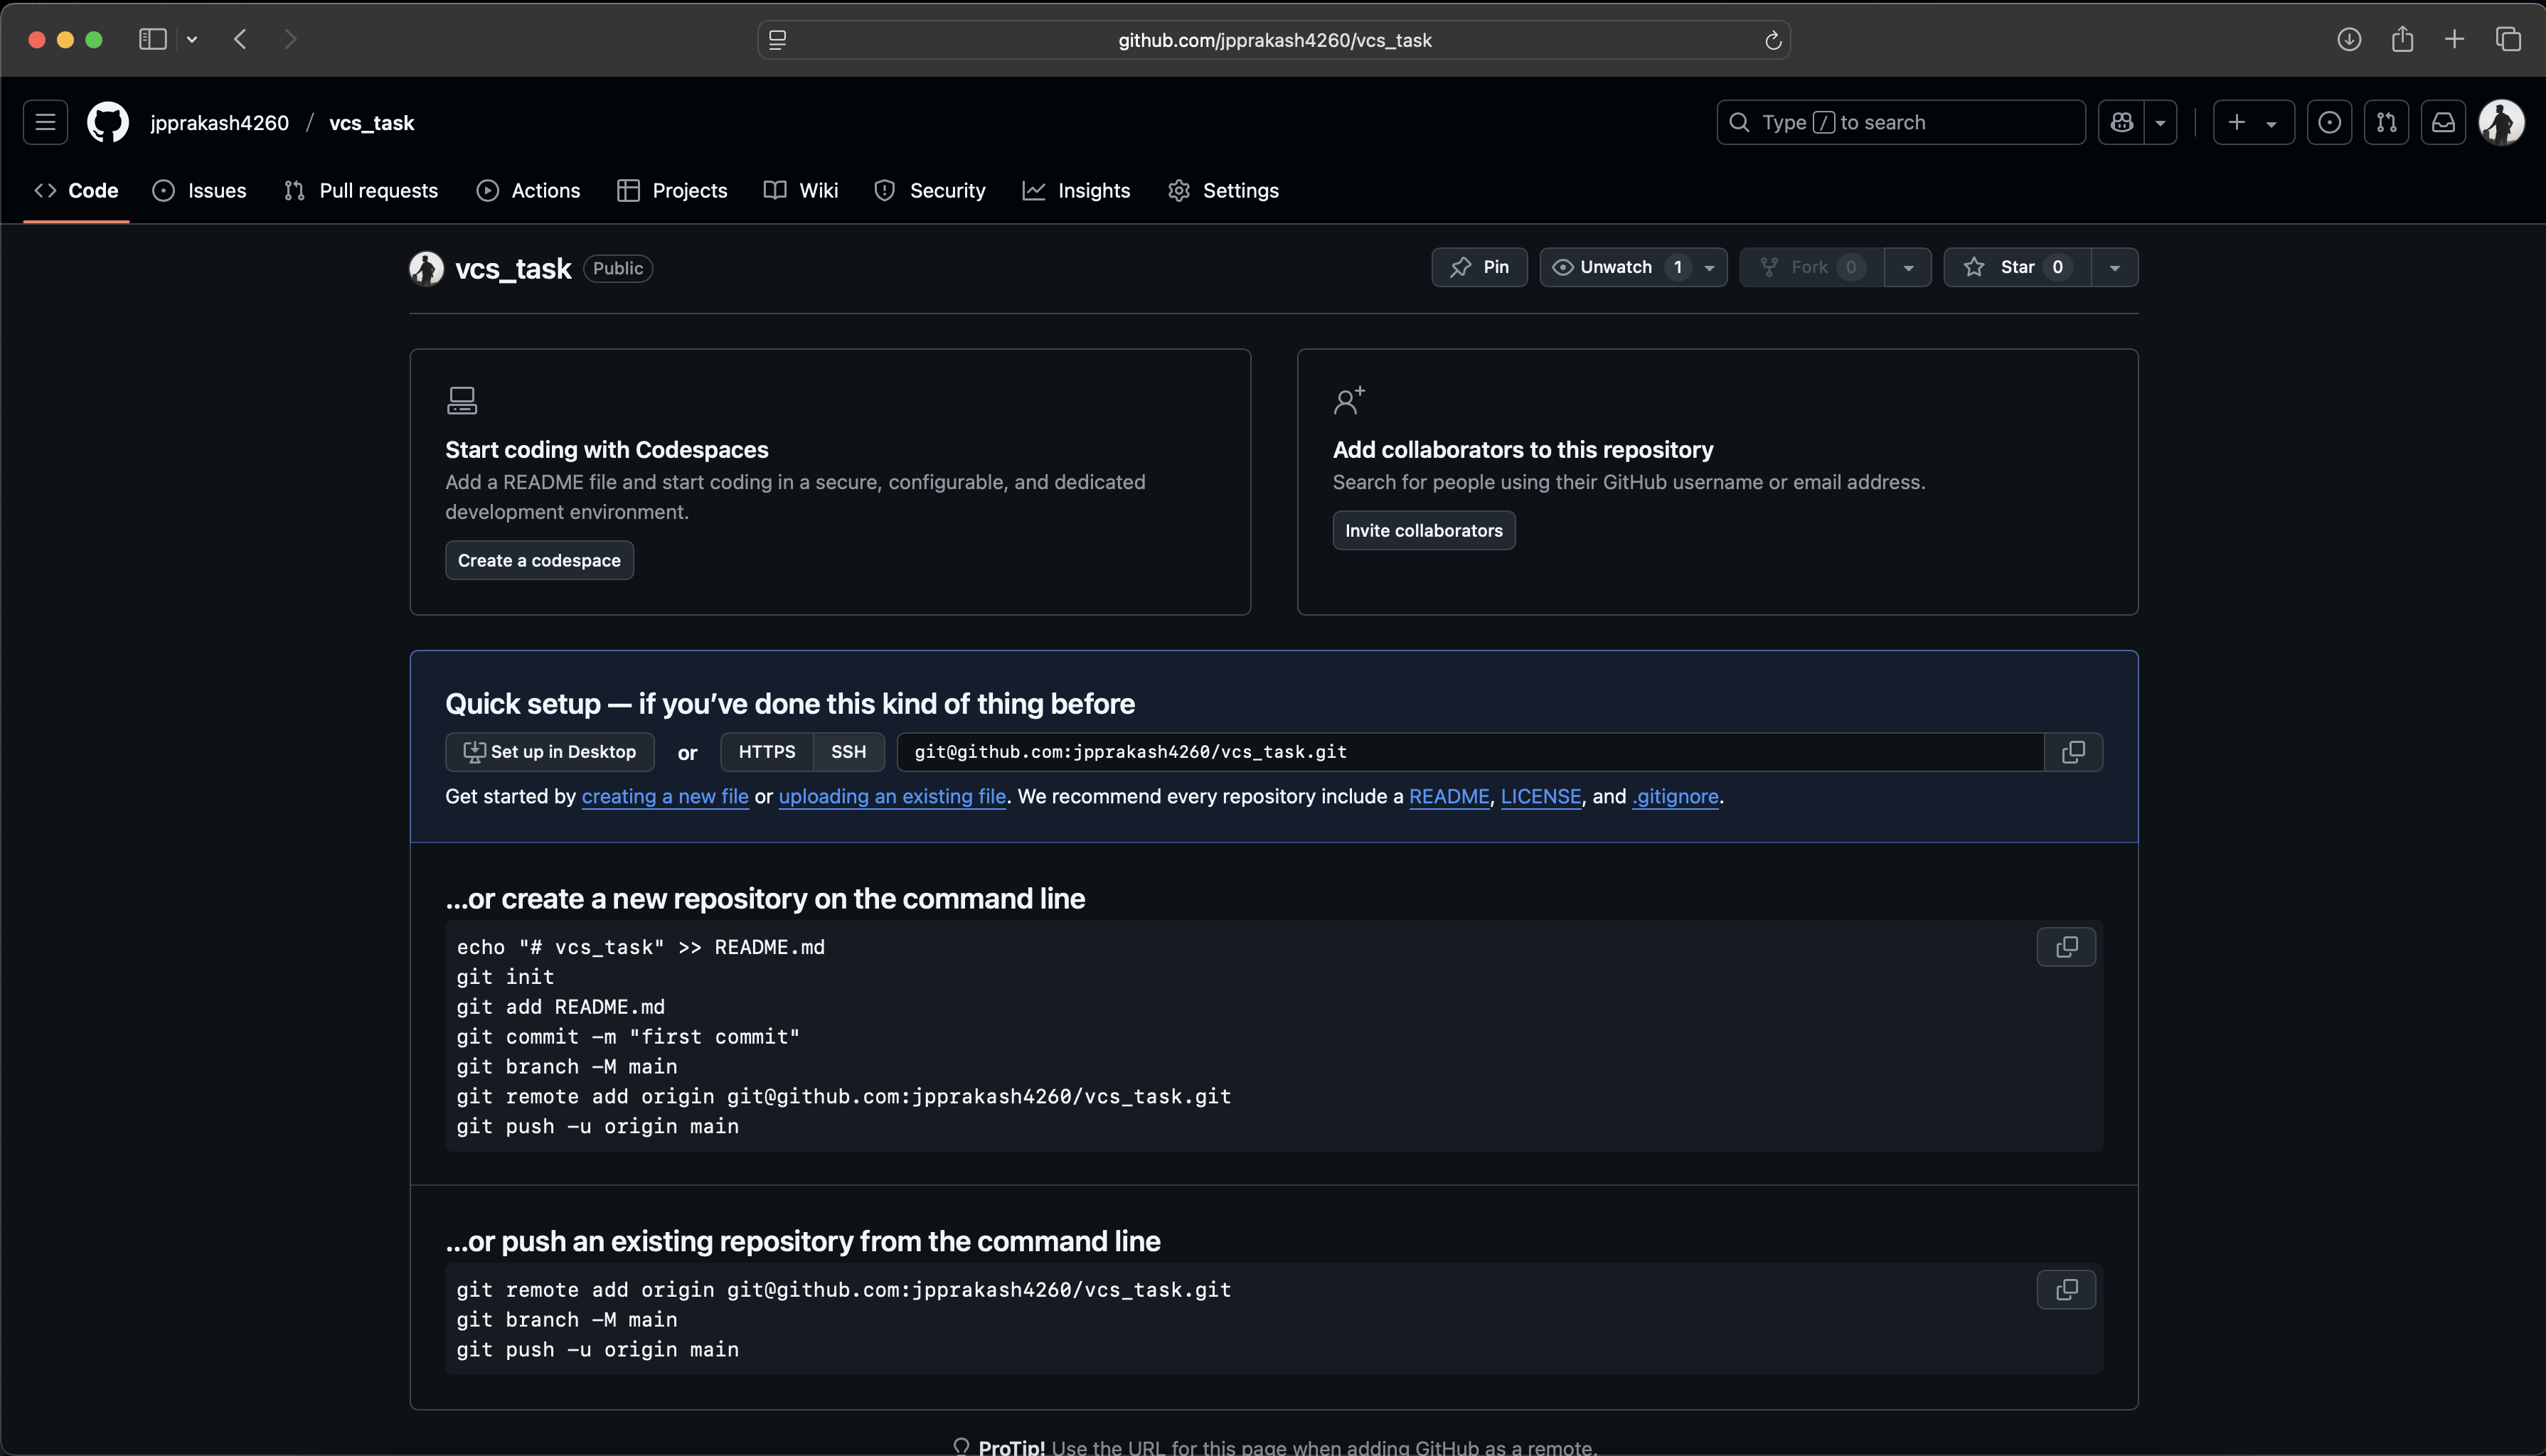 github.com/jpprakash4260/vcs_task
jpprakash4260 / vcs_task
Type / to search
Code Issues Pull requests Actions Projects Wiki Security Insights Settings
vcs_task Public
Pin Unwatch 1 Fork 0 Star 0
Start coding with Codespaces
Add a README file and start coding in a secure, configurable, and dedicated
development environment.
Create a codespace
Add collaborators to this repository
Search for people using their GitHub username or email address.
Invite collaborators
Quick setup — if you’ve done this kind of thing before
Set up in Desktop or HTTPS SSH git@github.com:jpprakash4260/vcs_task.git
Get started by creating a new file or uploading an existing file. We recommend every repository include a README, LICENSE, and .gitignore.
…or create a new repository on the command line
echo "# vcs_task" >> README.md
git init
git add README.md
git commit -m "first commit"
git branch -M main
git remote add origin git@github.com:jpprakash4260/vcs_task.git
git push -u origin main
…or push an existing repository from the command line
git remote add origin git@github.com:jpprakash4260/vcs_task.git
git branch -M main
git push -u origin main
ProTip! Use the URL for this page when adding GitHub as a remote.